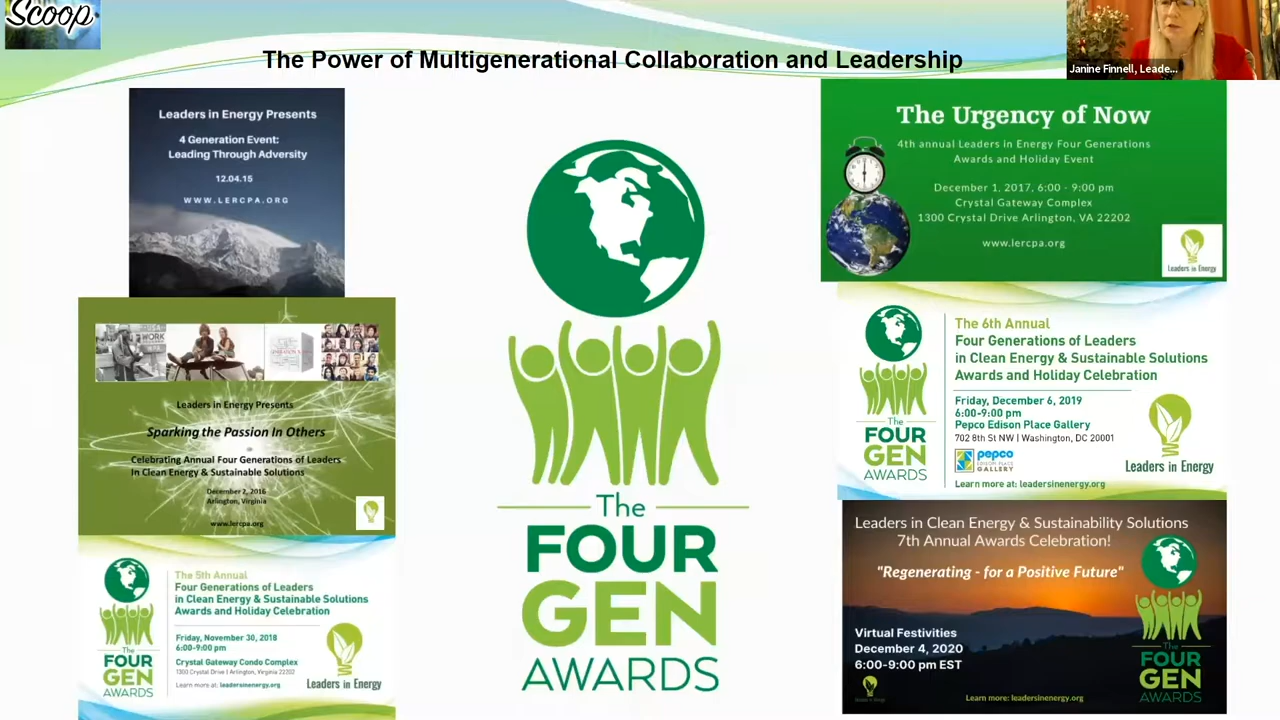 Scoop
The Power of Multigenerational Collaboration and Leadership
Janine Finnell, Leade...
Leaders in Energy Presents
4 Generation Event:
Leading Through Adversity
12.04.15
WWW.LERCPA.ORG
WORK
Leaders in Energy Presents
Sparking the Passion In Others
Celebrating Annual Four Generations of Leaders
In Clean Energy & Sustainable Solutions
December 2, 2016
Arlington, Virginia
www.lercpa.org
The 5th Annual
Four Generations of Leaders
in Clean Energy & Sustainable Solutions
Awards and Holiday Celebration
Friday, November 30, 2018
6:00-9:00 pm
Crystal Gateway Condo Complex
1300 Crystal Drive | Arlington, Virginia 22202
Learn more at: leadersinenergy.org
The
FOUR
GEN
AWARDS
Leaders in Energy
The
FOUR
GEN
AWARDS
The Urgency of Now
4th annual Leaders in Energy Four Generations
Awards and Holiday Event
December 1, 2017, 6:00 - 9:00 pm
Crystal Gateway Complex
1300 Crystal Drive Arlington, VA 22202
www.lercpa.org
Leaders in Energy
The 6th Annual
Four Generations of Leaders
in Clean Energy & Sustainable Solutions
Awards and Holiday Celebration
Friday, December 6, 2019
6:00-9:00 pm
Pepco Edison Place Gallery
702 8th St NW | Washington, DC 20001
pepco
EDISON PLACE
GALLERY
Learn more at: leadersinenergy.org
The
FOUR
GEN
AWARDS
Leaders in Energy
Leaders in Clean Energy & Sustainability Solutions
7th Annual Awards Celebration!
"Regenerating - for a Positive Future"
Virtual Festivities
December 4, 2020
6:00-9:00 pm EST
Learn more: leadersinenergy.org
The
FOUR
GEN
AWARDS